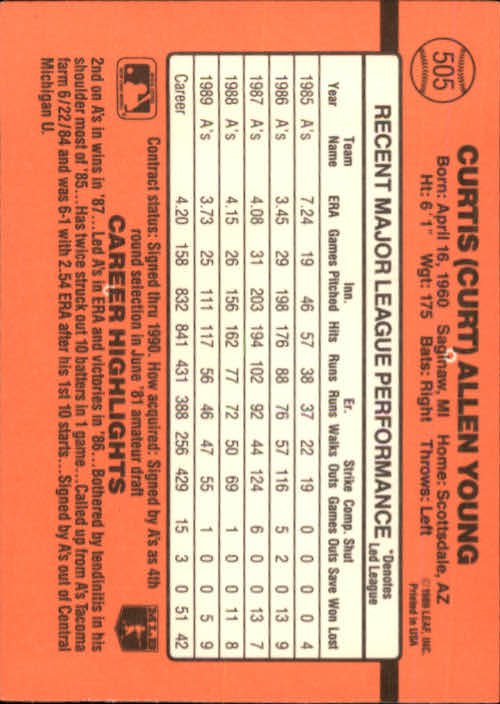 505
CURTIS (CURT) ALLEN YOUNG
Born: April 16, 1960 Saginaw, MI Home: Scottsdale, AZ
Ht: 6'1" Wgt: 175 Bats: Right Throws: Left
©1989 LEAF, INC.
Printed in USA
RECENT MAJOR LEAGUE PERFORMANCE
*Denotes
Led League
Team Inn. Er. Strike Comp. Shut
Year Name ERA Games Pitched Hits Runs Runs Walks Outs Games Outs Save Won Lost
1985 A's 7.24 19 46 57 38 37 22 19 0 0 0 0 4
1986 A's 3.45 29 198 176 88 76 57 116 5 2 0 13 9
1987 A's 4.08 31 203 194 102 92 44 124 6 0 0 13 7
1988 A's 4.15 26 156 162 77 72 50 69 1 0 0 11 8
1989 A's 3.73 25 111 117 56 46 47 55 1 0 0 5 9
Career 4.20 158 832 841 431 388 256 429 15 3 0 51 42
Contract status: Signed thru 1990. How acquired: Signed by A's as 4th
round selection in June '81 amateur draft
CAREER HIGHLIGHTS
MLB
2nd on A's in wins in '87...Led A's in ERA and victories in '86...Bothered by tendinitis in his
shoulder most of '85...Has twice struck out 10 batters in 1 game...Called up from A's Tacoma
farm 6/22/84 and was 6-1 with 2.54 ERA after his 1st 10 starts...Signed by A's out of Central
Michigan U.